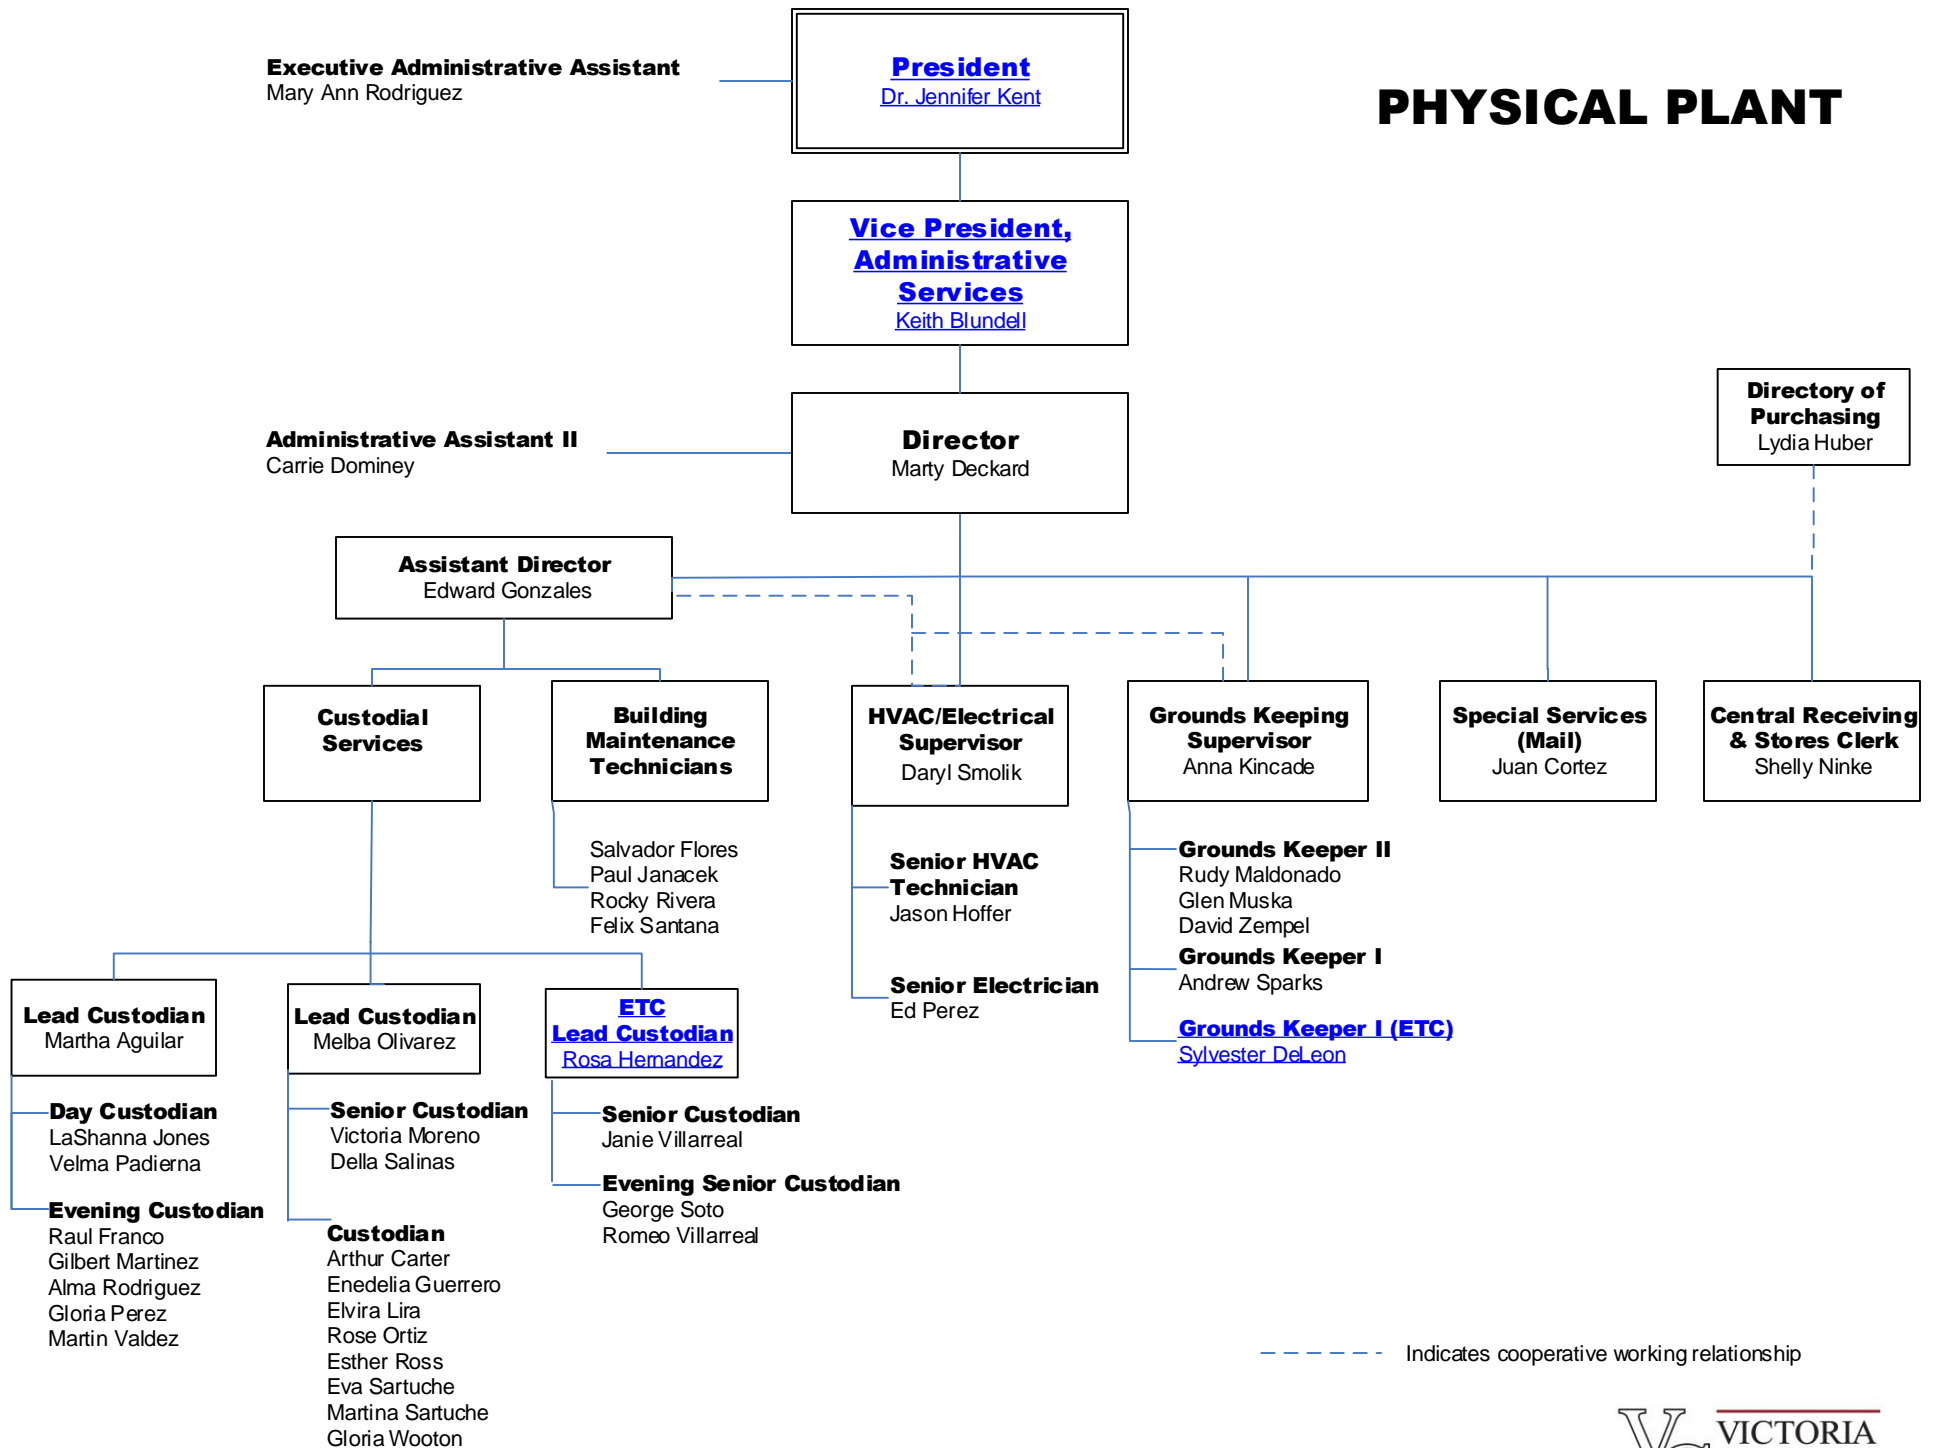 Executive Administrative Assistant
Mary Ann Rodriguez
President
Dr. Jennifer Kent
PHYSICAL PLANT
Vice President,
Administrative
Services
Keith Blundell
Administrative Assistant II
Carrie Dominey
Director
Marty Deckard
Directory of
Purchasing
Lydia Huber
Assistant Director
Edward Gonzales
Custodial
Services
Building
Maintenance
Technicians
HVAC/Electrical
Supervisor
Daryl Smolik
Grounds Keeping
Supervisor
Anna Kincade
Special Services
(Mail)
Juan Cortez
Central Receiving
& Stores Clerk
Shelly Ninke
Salvador Flores
Paul Janacek
Rocky Rivera
Felix Santana
Senior HVAC
Technician
Jason Hoffer
Senior Electrician
Ed Perez
Grounds Keeper II
Rudy Maldonado
Glen Muska
David Zempel
Grounds Keeper I
Andrew Sparks
Grounds Keeper I (ETC)
Sylvester DeLeon
Lead Custodian
Martha Aguilar
Lead Custodian
Melba Olivarez
ETC
Lead Custodian
Rosa Hernandez
Day Custodian
LaShanna Jones
Velma Padierna
Evening Custodian
Raul Franco
Gilbert Martinez
Alma Rodriguez
Gloria Perez
Martin Valdez
Senior Custodian
Victoria Moreno
Della Salinas
Custodian
Arthur Carter
Enedelia Guerrero
Elvira Lira
Rose Ortiz
Esther Ross
Eva Sartuche
Martina Sartuche
Gloria Wooton
Senior Custodian
Janie Villarreal
Evening Senior Custodian
George Soto
Romeo Villarreal
Indicates cooperative working relationship
VC
VICTORIA